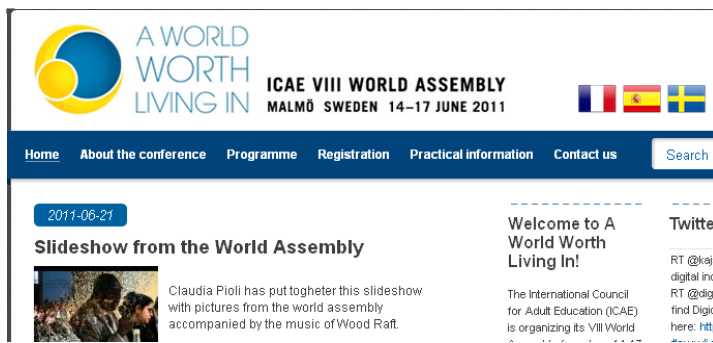 A WORLD
WORTH
LIVING IN
ICAE VIII WORLD ASSEMBLY
MALMÖ SWEDEN 14–17 JUNE 2011
Home About the conference Programme Registration Practical information Contact us Search
2011-06-21
Slideshow from the World Assembly
Claudia Pioli has put togheter this slideshow
with pictures from the world assembly
accompanied by the music of Wood Raft.
Welcome to A
World Worth
Living In!
The International Council
for Adult Education (ICAE)
is organizing its VIII World
Twitte
RT @kaj
digital inc
RT @dig
find Digid
here: htt